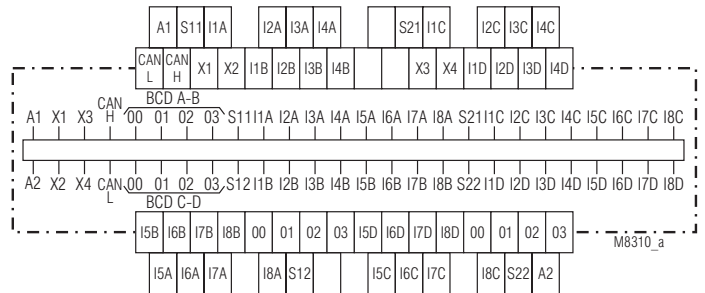 A1 S11 I1A I2A I3A I4A S21 I1C I2C I3C I4C
CAN L CAN H X1 X2 I1B I2B I3B I4B X3 X4 I1D I2D I3D I4D
BCD A-B
A1 X1 X3 CAN H 00 01 02 03 S11 I1A I2A I3A I4A I5A I6A I7A I8A S21 I1C I2C I3C I4C I5C I6C I7C I8C
A2 X2 X4 CAN L 00 01 02 03 S12 I1B I2B I3B I4B I5B I6B I7B I8B S22 I1D I2D I3D I4D I5D I6D I7D I8D
BCD C-D
I5B I6B I7B I8B 00 01 02 03 I5D I6D I7D I8D 00 01 02 03
M8310_a
I5A I6A I7A I8A S12 I5C I6C I7C I8C S22 A2